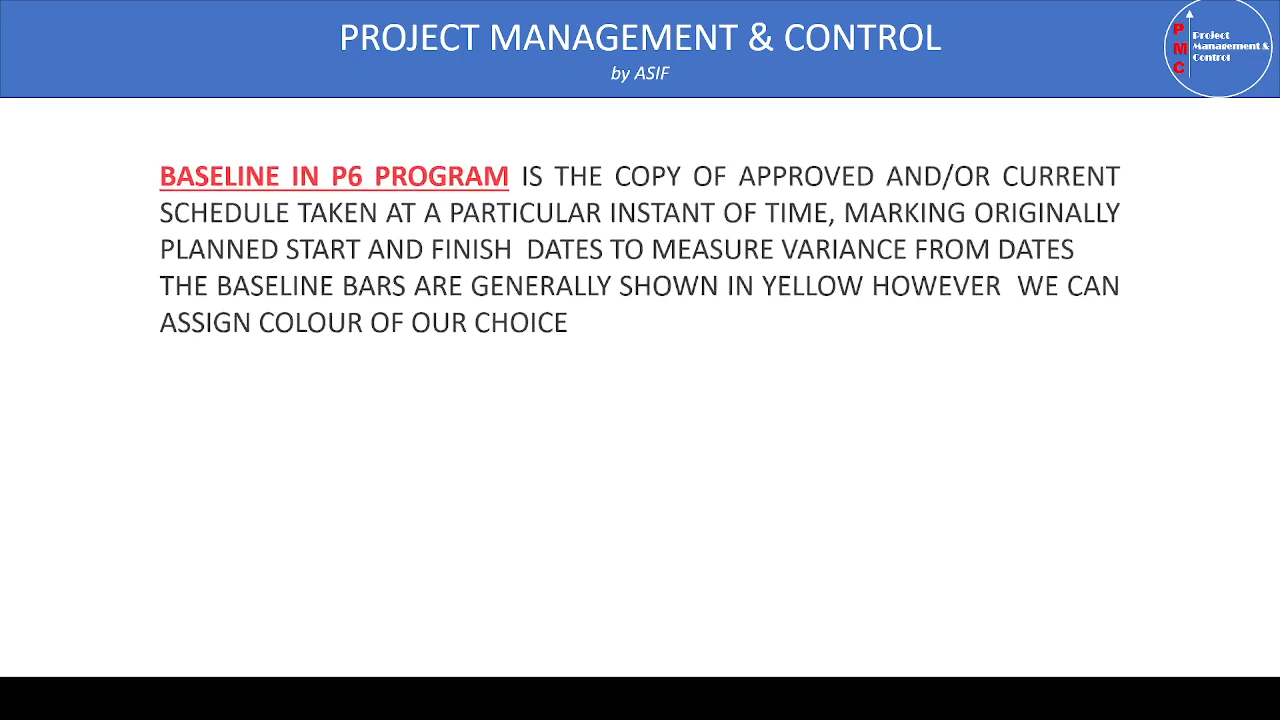 PROJECT MANAGEMENT & CONTROL
by ASIF
P M C
Project
Management &
Control
BASELINE IN P6 PROGRAM IS THE COPY OF APPROVED AND/OR CURRENT
SCHEDULE TAKEN AT A PARTICULAR INSTANT OF TIME, MARKING ORIGINALLY
PLANNED START AND FINISH DATES TO MEASURE VARIANCE FROM DATES
THE BASELINE BARS ARE GENERALLY SHOWN IN YELLOW HOWEVER WE CAN
ASSIGN COLOUR OF OUR CHOICE